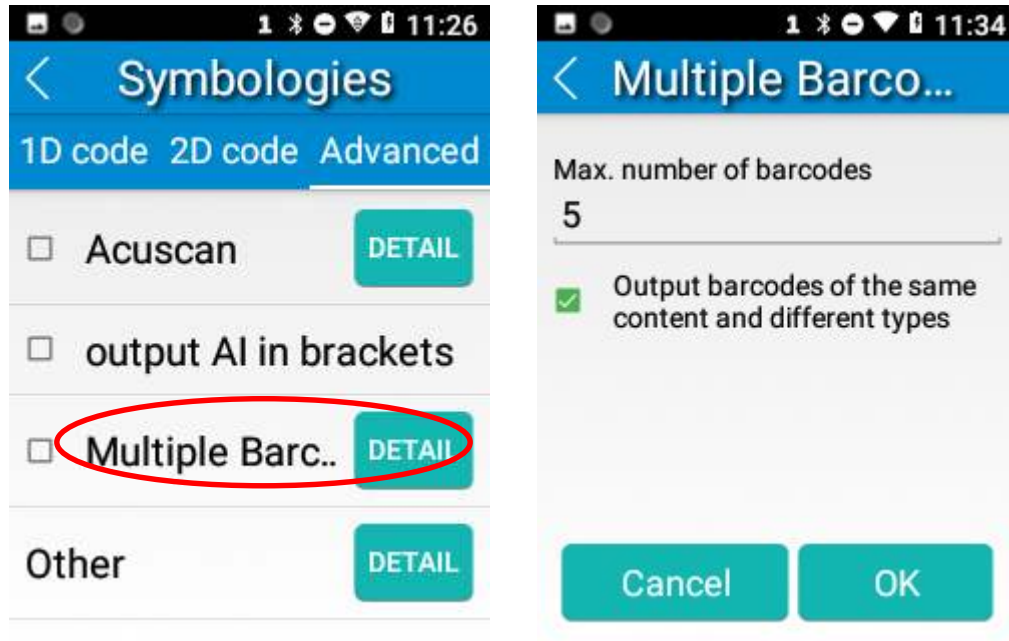 1 11:26
Symbologies
1D code 2D code Advanced
Acuscan DETAIL
output AI in brackets
Multiple Barc.. DETAIL
Other DETAIL
1 11:34
Multiple Barco...
Max. number of barcodes
5
Output barcodes of the same
content and different types
Cancel OK